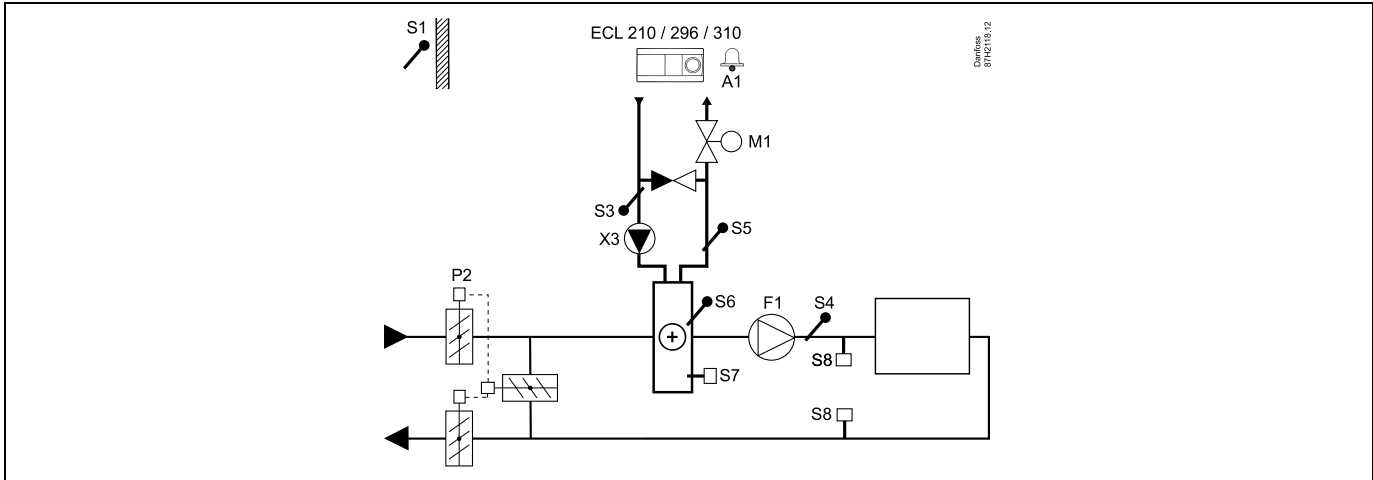 S1
ECL 210 / 296 / 310
A1
Danfoss
87H2118.12
M1
S3
S5
X3
P2
S6
F1
S4
S8
S7
S8